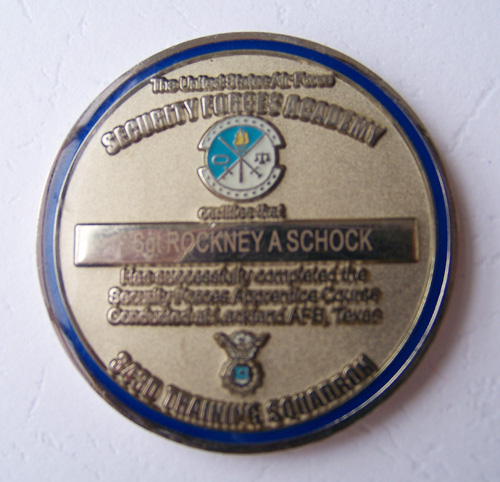 The United States Air Force
SECURITY FORCES ACADEMY
certifies that
Sgt ROCKNEY A SCHOCK
Has successfully completed the
Security Forces Apprentice Course
Conducted at Lackland AFB, Texas
343D TRAINING SQUADRON